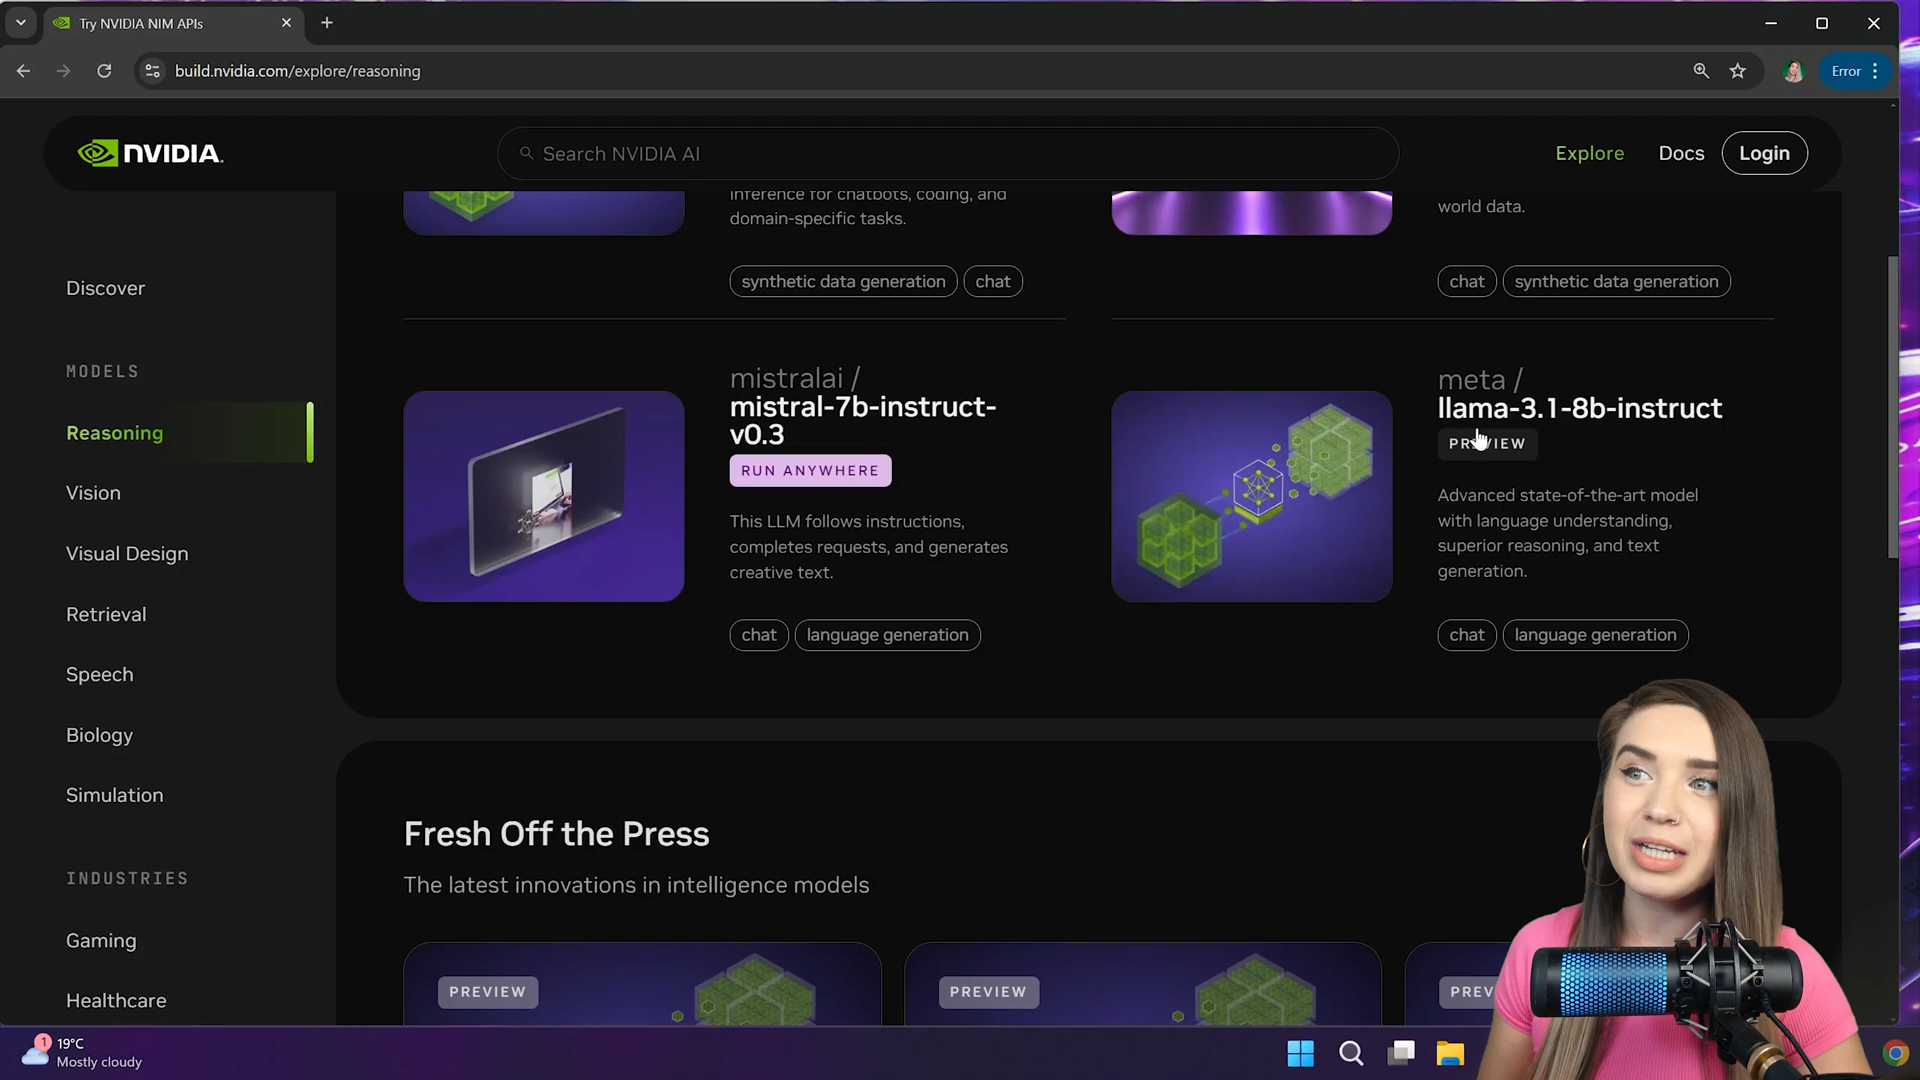 Try NVIDIA NIM APIs
build.nvidia.com/explore/reasoning
Error
NVIDIA.
Search NVIDIA AI
Explore
Docs
Login
Discover
MODELS
Reasoning
Vision
Visual Design
Retrieval
Speech
Biology
Simulation
INDUSTRIES
Gaming
Healthcare
inference for chatbots, coding, and
domain-specific tasks.
synthetic data generation
chat
world data.
chat
synthetic data generation
mistralai /
mistral-7b-instruct-
v0.3
RUN ANYWHERE
This LLM follows instructions,
completes requests, and generates
creative text.
chat
language generation
meta /
llama-3.1-8b-instruct
PREVIEW
Advanced state-of-the-art model
with language understanding,
superior reasoning, and text
generation.
chat
language generation
Fresh Off the Press
The latest innovations in intelligence models
PREVIEW
PREVIEW
PREV
1
19°C
Mostly cloudy